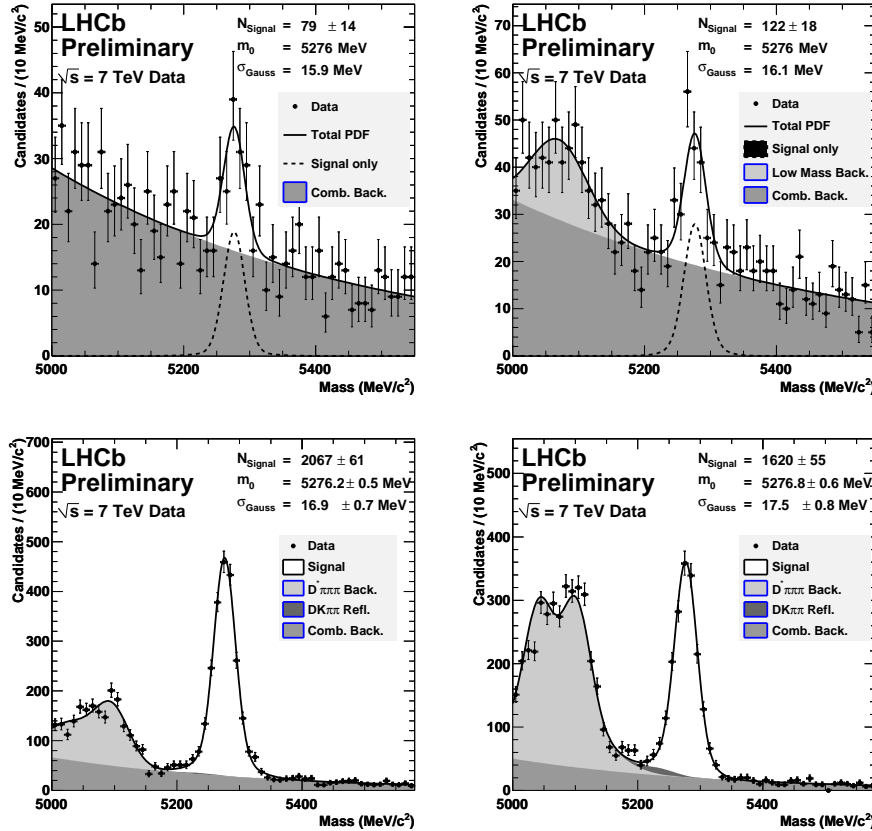 LHCb
Preliminary
√s = 7 TeV Data
N_Signal = 79 ± 14
m_0 = 5276 MeV
σ_Gauss = 15.9 MeV
Data
Total PDF
Signal only
Comb. Back.
Candidates / (10 MeV/c²)
50
40
30
20
10
0
5000 5200 5400
Mass (MeV/c²)
LHCb
Preliminary
√s = 7 TeV Data
N_Signal = 122 ± 18
m_0 = 5276 MeV
σ_Gauss = 16.1 MeV
Data
Total PDF
Signal only
Low Mass Back.
Comb. Back.
Candidates / (10 MeV/c²)
70
60
50
40
30
20
10
0
5000 5200 5400
Mass (MeV/c²)
LHCb
Preliminary
√s = 7 TeV Data
N_Signal = 2067 ± 61
m_0 = 5276.2 ± 0.5 MeV
σ_Gauss = 16.9 ± 0.7 MeV
Data
Signal
D*πππ Back.
DKππ Refl.
Comb. Back.
Candidates / (10 MeV/c²)
700
600
500
400
300
200
100
0
5000 5200 5400
Mass (MeV/c²)
LHCb
Preliminary
√s = 7 TeV Data
N_Signal = 1620 ± 55
m_0 = 5276.8 ± 0.6 MeV
σ_Gauss = 17.5 ± 0.8 MeV
Data
Signal
D*πππ Back.
DKππ Refl.
Comb. Back.
Candidates / (10 MeV/c²)
500
400
300
200
100
0
5000 5200 5400
Mass (MeV/c²)